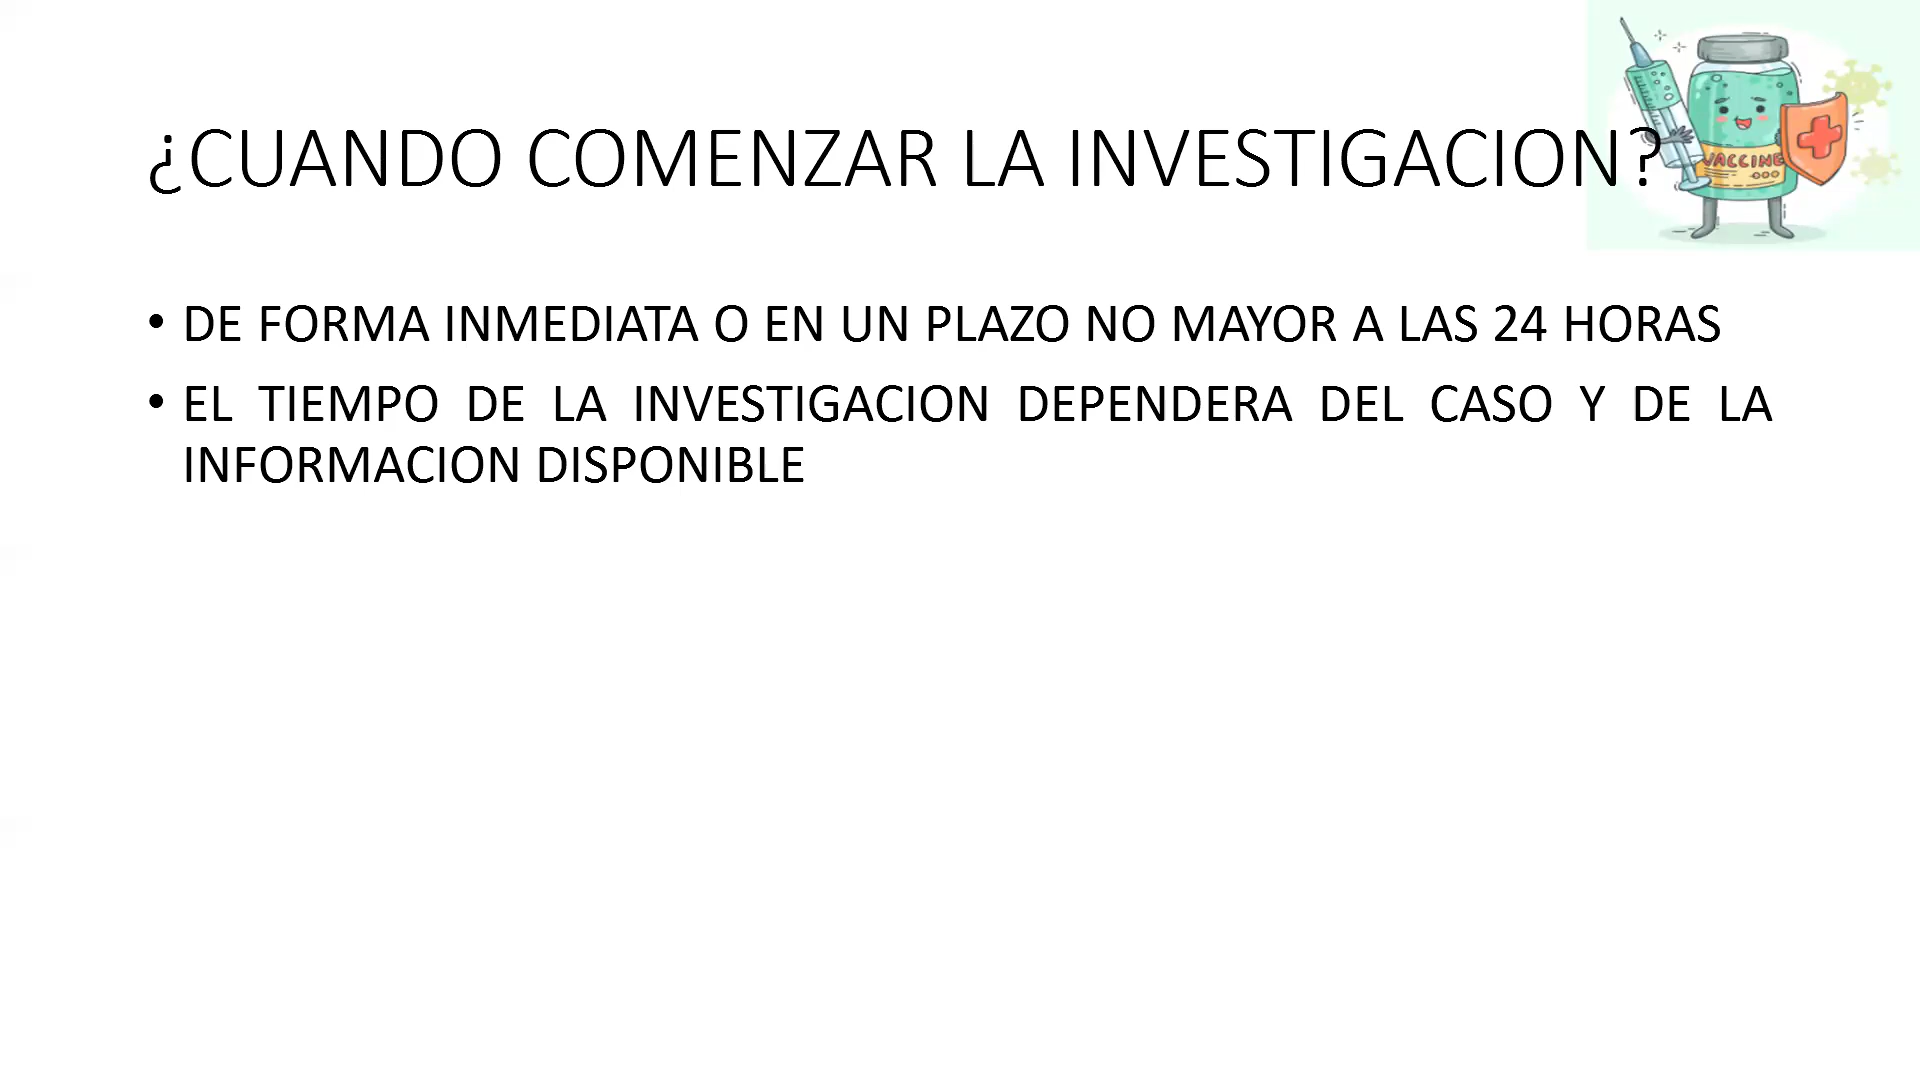 ¿CUANDO COMENZAR LA INVESTIGACION?
VACCINE
• DE FORMA INMEDIATA O EN UN PLAZO NO MAYOR A LAS 24 HORAS
• EL TIEMPO DE LA INVESTIGACION DEPENDERA DEL CASO Y DE LA
INFORMACION DISPONIBLE